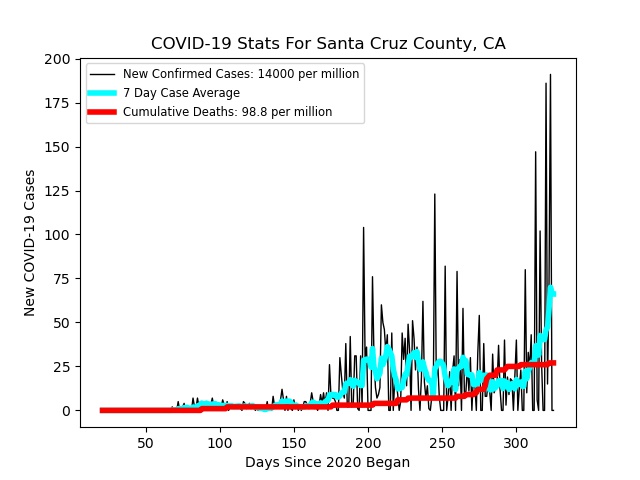 COVID-19 Stats For Santa Cruz County, CA
New Confirmed Cases: 14000 per million
7 Day Case Average
Cumulative Deaths: 98.8 per million
New COVID-19 Cases
200
175
150
125
100
75
50
25
0
50 100 150 200 250 300
Days Since 2020 Began